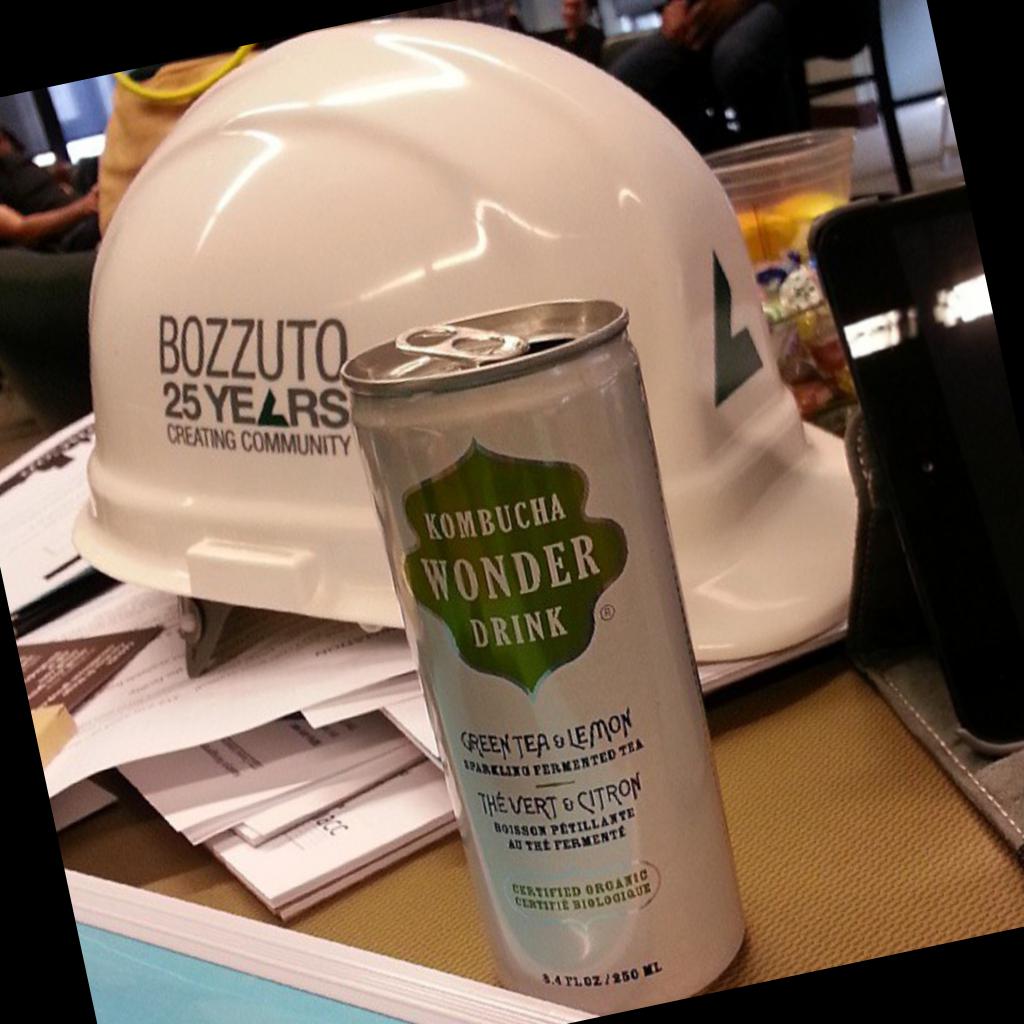 BOZZUTO
25 YEARS
CREATING COMMUNITY
KOMBUCHA
WONDER
DRINK
®
GREEN TEA & LEMON
SPARKLING FERMENTED TEA
THÉ VERT & CITRON
BOISSON PÉTILLANTE
AU THÉ FERMENTÉ
CERTIFIED ORGANIC
CERTIFIÉ BIOLOGIQUE
8.4 FL OZ / 250 ML